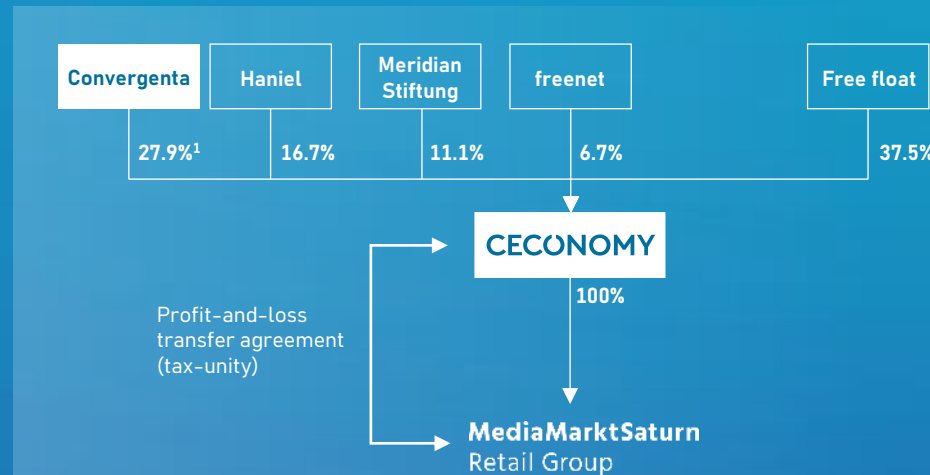 Convergenta
Haniel
Meridian
Stiftung
freenet
Free float
27.9%¹
16.7%
11.1%
6.7%
37.5%
CECONOMY
100%
Profit-and-loss
transfer agreement
(tax-unity)
MediaMarktSaturn
Retail Group